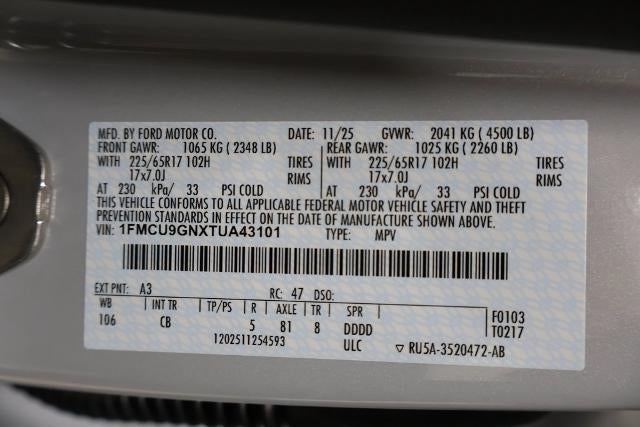 MFD. BY FORD MOTOR CO. DATE: 11/25 GVWR: 2041 KG ( 4500 LB)
FRONT GAWR: 1065 KG ( 2348 LB) REAR GAWR: 1025 KG ( 2260 LB)
WITH 225/65R17 102H TIRES WITH 225/65R17 102H TIRES
17x7.0J RIMS 17x7.0J RIMS
AT 230 kPa/ 33 PSI COLD AT 230 kPa/ 33 PSI COLD
THIS VEHICLE CONFORMS TO ALL APPLICABLE FEDERAL MOTOR VEHICLE SAFETY AND THEFT
PREVENTION STANDARDS IN EFFECT ON THE DATE OF MANUFACTURE SHOWN ABOVE.
VIN: 1FMCU9GNXTUA43101 TYPE: MPV
EXT PNT: A3 RC: 47 DSO:
WB INT TR TP/PS R AXLE TR SPR F0103
106 CB 5 81 8 DDDD T0217
1202511254593 ULC ▽ RU5A-3520472-AB